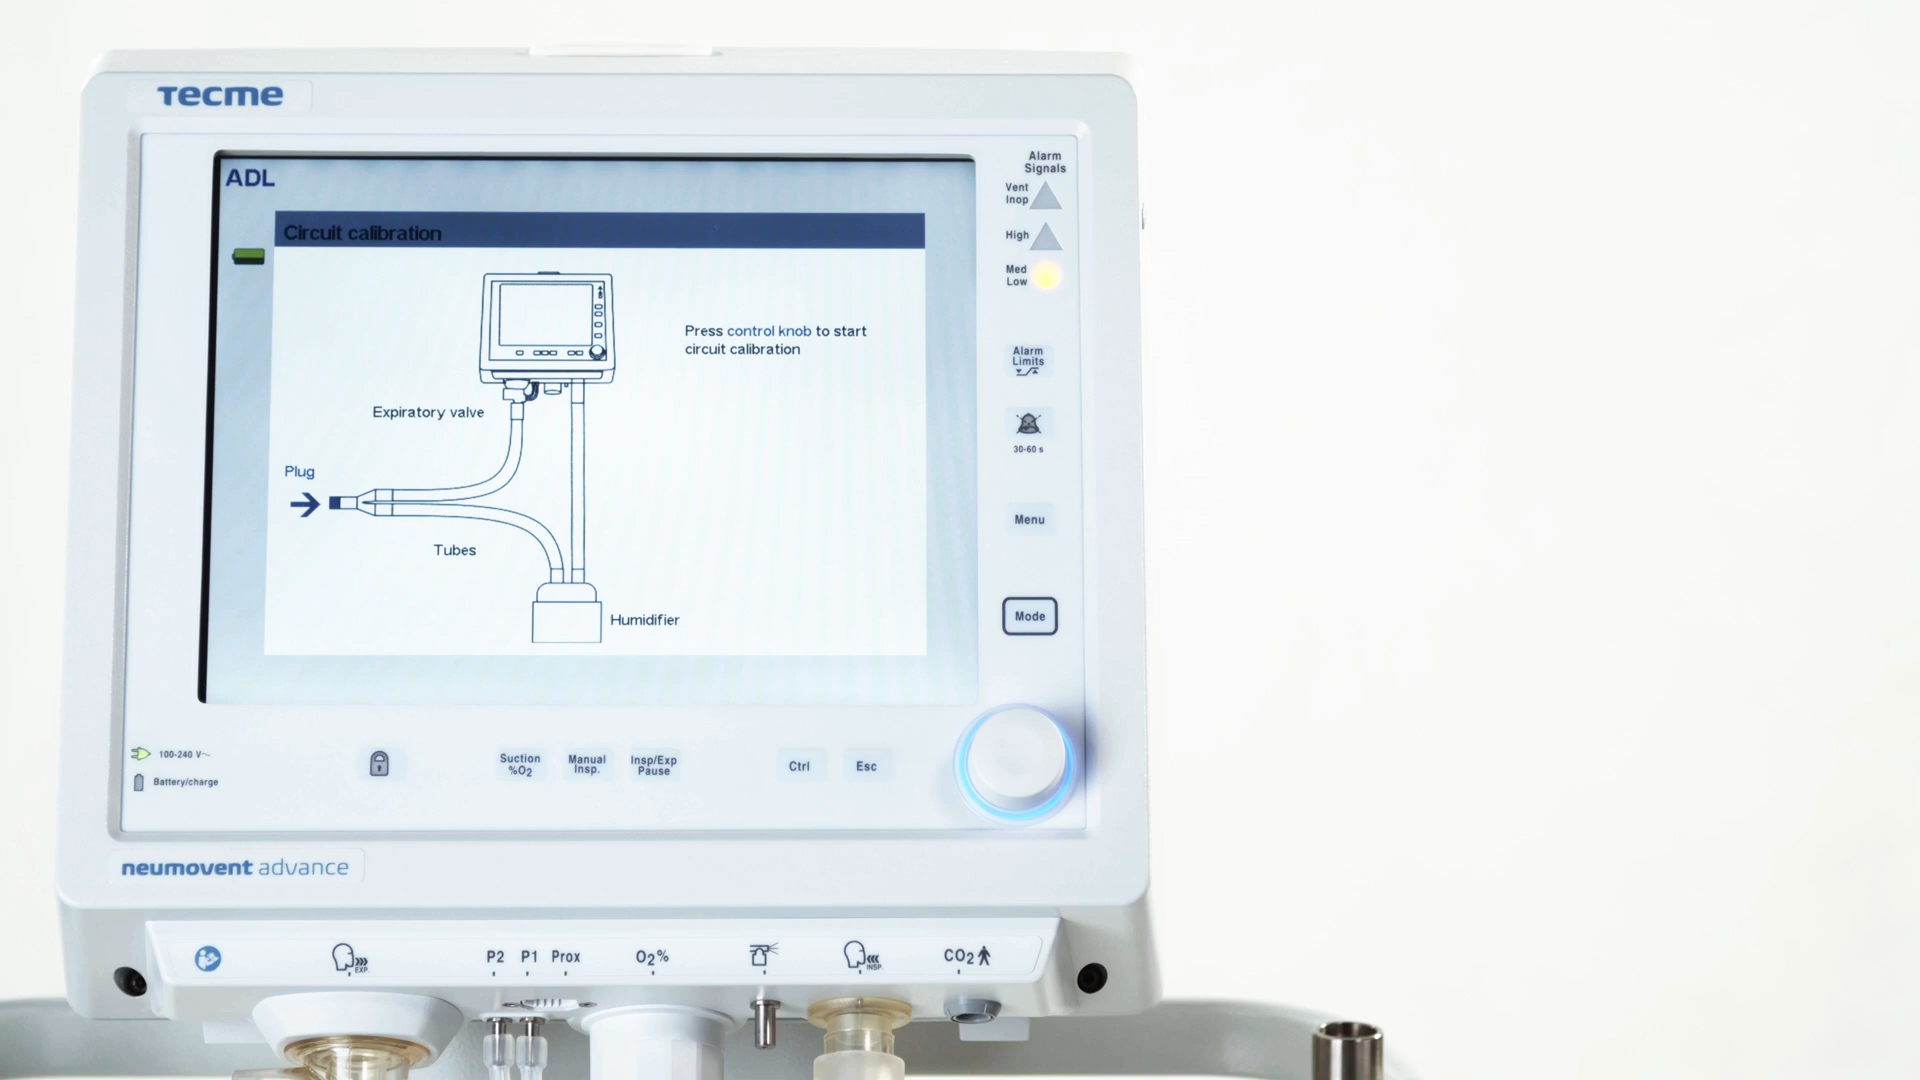 Tecme
ADL
Circuit calibration
Press control knob to start
circuit calibration
Expiratory valve
Plug
Tubes
Humidifier
Alarm
Signals
Vent
Inop
High
Med
Low
Alarm
Limits
30-60 s
Menu
Mode
100-240 V~
Battery/charge
Suction
%O2
Manual
Insp.
Insp/Exp
Pause
Ctrl
Esc
neumovent advance
EXP.
P2 P1 Prox
O2%
INSP.
CO2